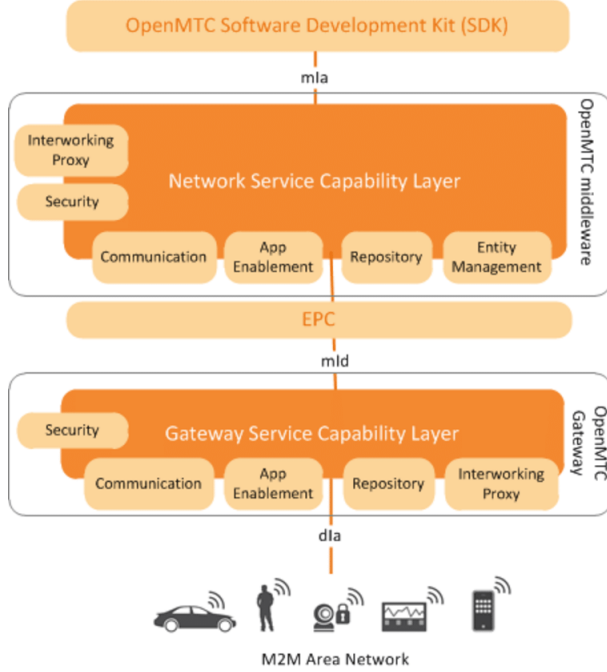 OpenMTC Software Development Kit (SDK)
mIa
OpenMTC middleware
Interworking
Proxy
Network Service Capability Layer
Security
Communication
App
Enablement
Repository
Entity
Management
EPC
mId
OpenMTC
Gateway
Security
Gateway Service Capability Layer
Communication
App
Enablement
Repository
Interworking
Proxy
dIa
M2M Area Network